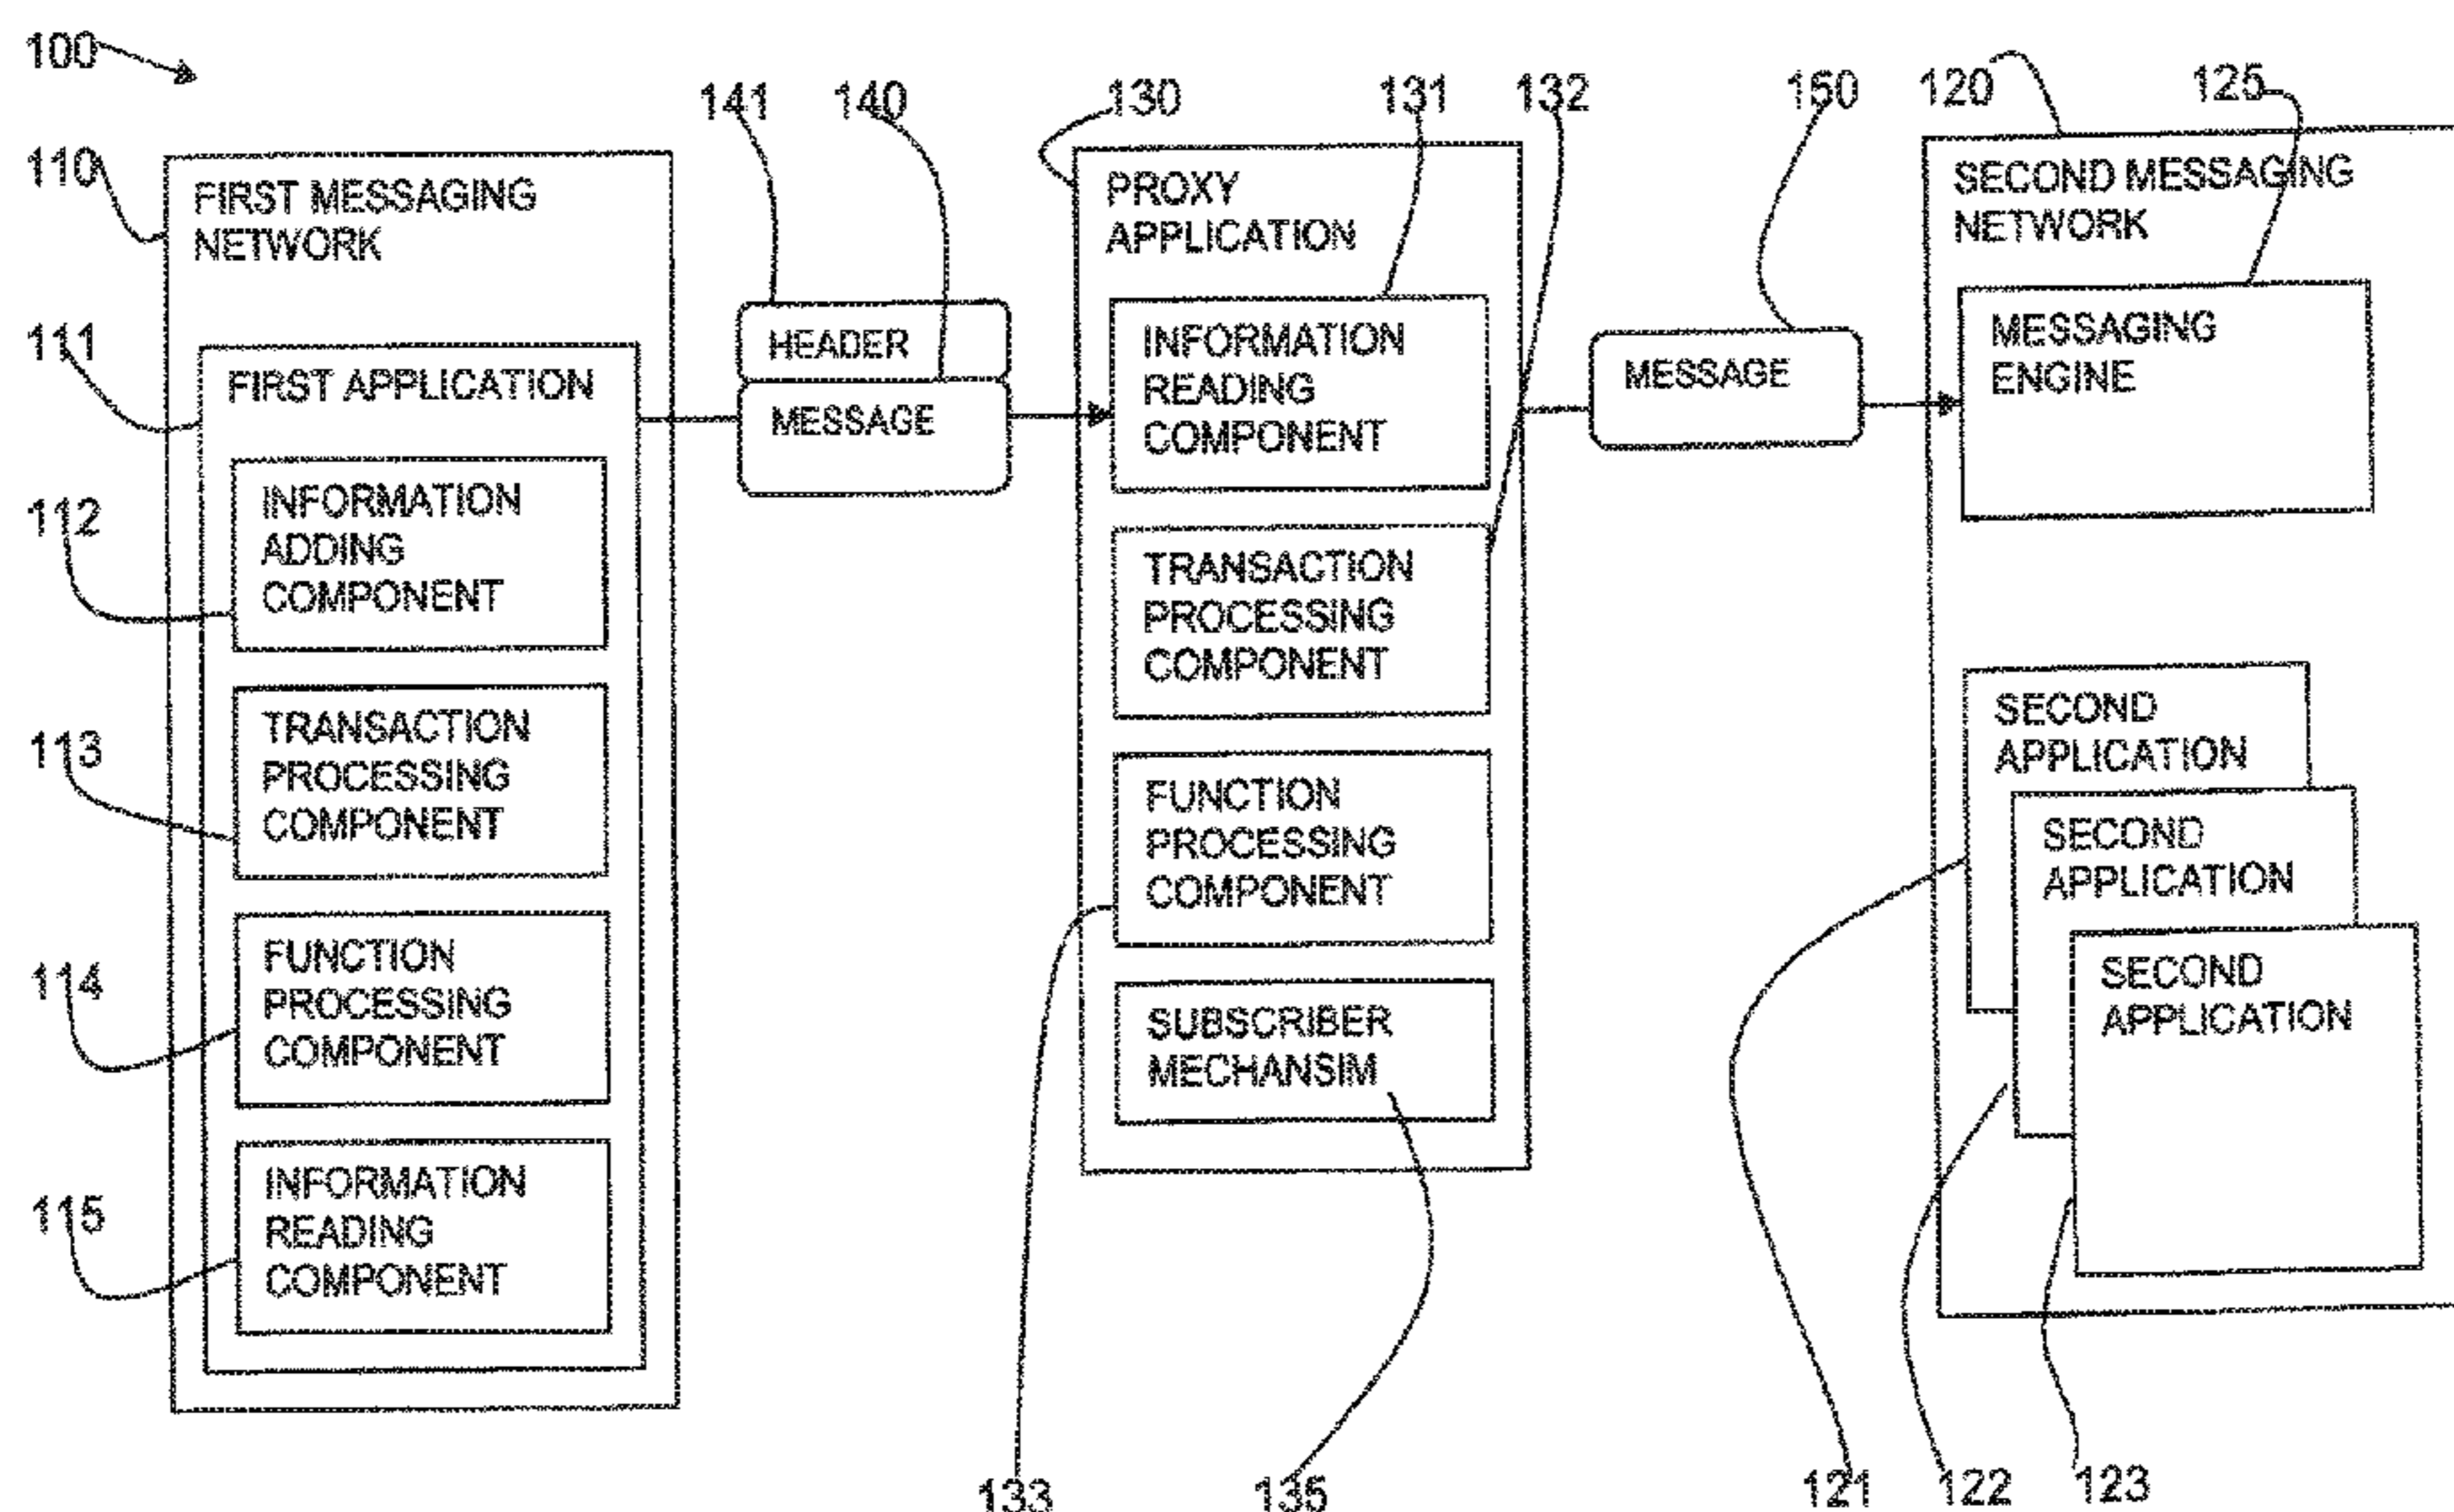 100
141
140
130
131
132
150
120
125
110
FIRST MESSAGING
NETWORK
111
FIRST APPLICATION
112
INFORMATION
ADDING
COMPONENT
113
TRANSACTION
PROCESSING
COMPONENT
114
FUNCTION
PROCESSING
COMPONENT
115
INFORMATION
READING
COMPONENT
HEADER
MESSAGE
PROXY
APPLICATION
INFORMATION
READING
COMPONENT
TRANSACTION
PROCESSING
COMPONENT
FUNCTION
PROCESSING
COMPONENT
SUBSCRIBER
MECHANSIM
MESSAGE
SECOND MESSAGING
NETWORK
MESSAGING
ENGINE
SECOND
APPLICATION
SECOND
APPLICATION
SECOND
APPLICATION
133
135
121
122
123